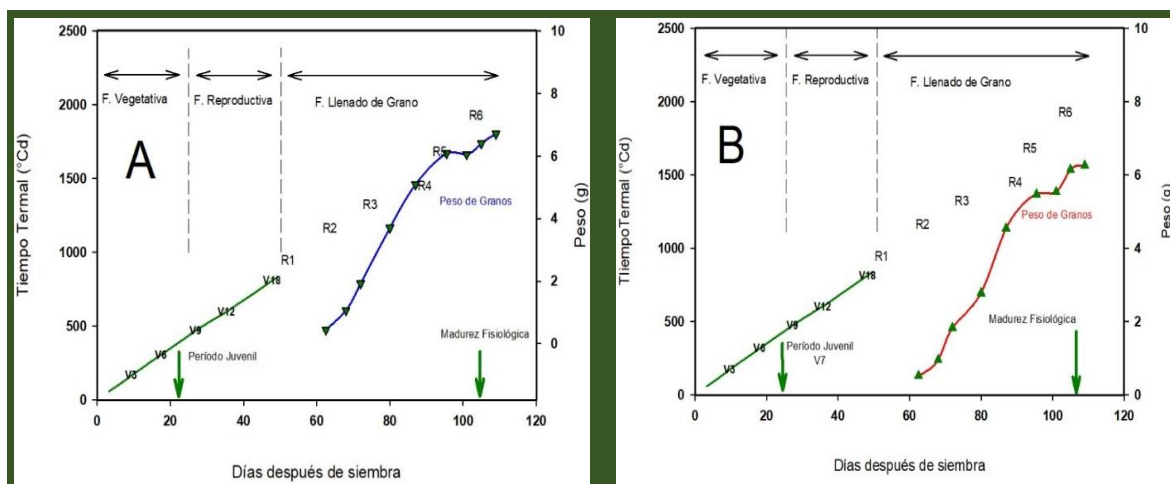 2500
2000
1500
1000
500
0
Tiempo Termal (°Cd)
F. Vegetativa
F. Reproductiva
F. Llenado de Grano
A
V3
V6
V9
V12
V18
R1
R2
R3
R4
R5
R6
Peso de Granos
Período Juvenil
Madurez Fisiológica
10
8
6
4
2
0
Peso (g)
0 20 40 60 80 100 120
Días después de siembra
2500
2000
1500
1000
500
0
TIiempo Termal (°Cd)
F. Vegetativa
F. Reproductiva
F. Llenado de Grano
B
V3
V6
V9
V12
V18
R1
R2
R3
R4
R5
R6
Peso de Granos
Período Juvenil
V7
Madurez Fisiológica
10
8
6
4
2
0
Peso (g)
0 20 40 60 80 100 120
Días después de siembra